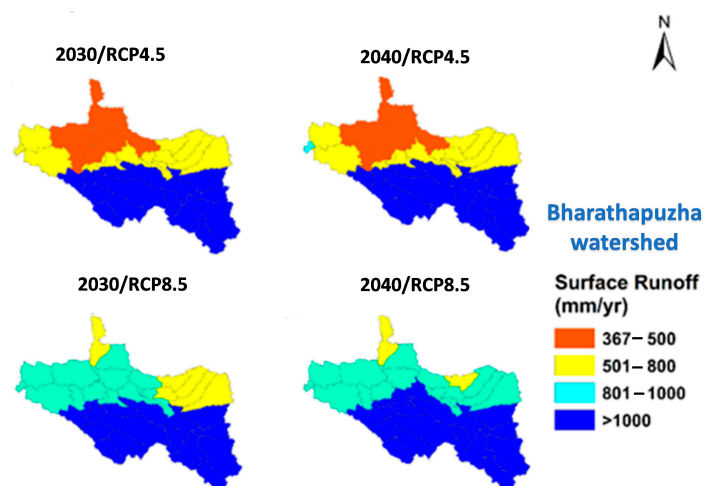 N
2030/RCP4.5
2040/RCP4.5
Bharathapuzha
watershed
2030/RCP8.5
2040/RCP8.5
Surface Runoff
(mm/yr)
367–500
501–800
801–1000
>1000